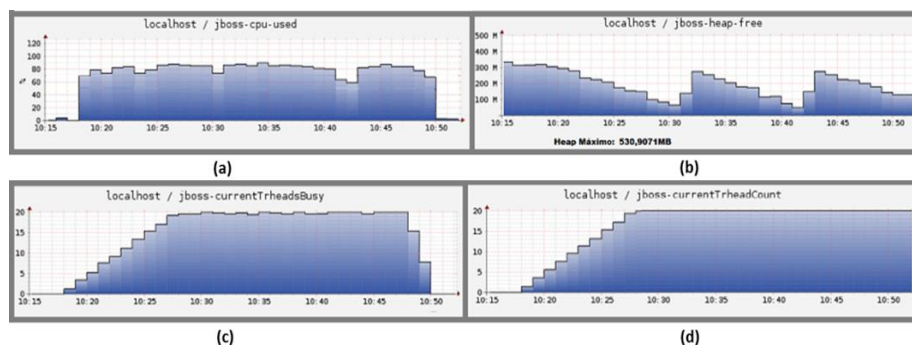 localhost / jboss-cpu-used
120
100
80
60
40
20
0
%
10:15 10:20 10:25 10:30 10:35 10:40 10:45 10:50
(a)
localhost / jboss-heap-free
500 M
400 M
300 M
200 M
100 M
10:15 10:20 10:25 10:30 10:35 10:40 10:45 10:50
Heap Máximo: 530,9071MB
(b)
localhost / jboss-currentTrheadsBusy
20
15
10
5
0
10:15 10:20 10:25 10:30 10:35 10:40 10:45 10:50
(c)
localhost / jboss-currentTrheadCount
20
15
10
5
0
10:15 10:20 10:25 10:30 10:35 10:40 10:45 10:50
(d)